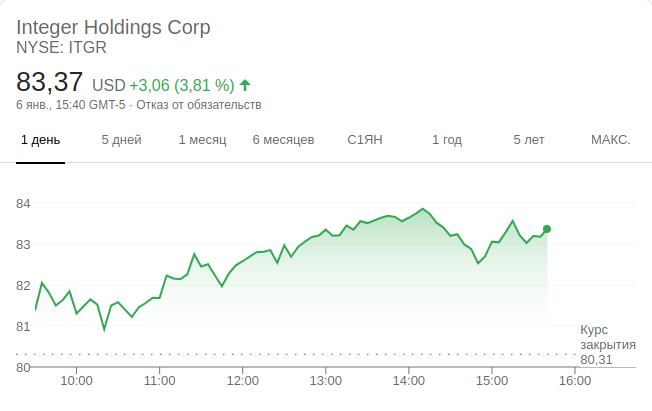 Integer Holdings Corp
NYSE: ITGR
83,37 USD +3,06 (3,81 %)
6 янв., 15:40 GMT-5 · Отказ от обязательств
1 день 5 дней 1 месяц 6 месяцев С1ЯН 1 год 5 лет МАКС.
84
83
82
81
80
Курс
закрытия
80,31
10:00 11:00 12:00 13:00 14:00 15:00 16:00